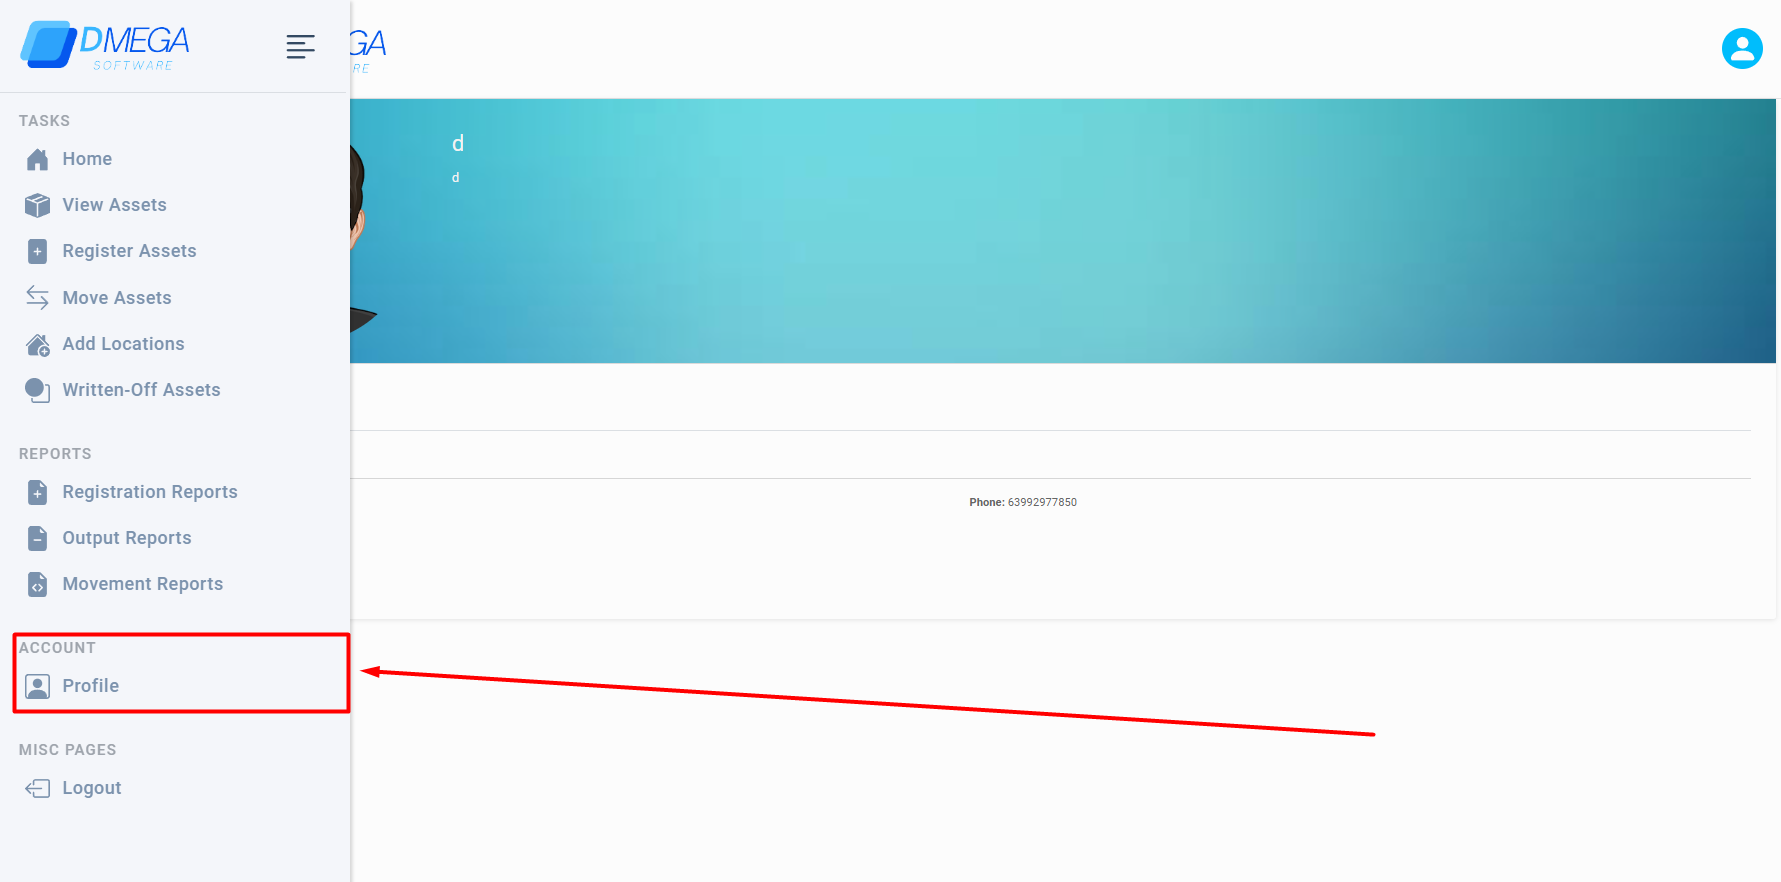 DMEGA
SOFTWARE
GA
RE
TASKS
Home
View Assets
Register Assets
Move Assets
Add Locations
Written-Off Assets
REPORTS
Registration Reports
Output Reports
Movement Reports
ACCOUNT
Profile
MISC PAGES
Logout
d
d
Phone: 63992977850